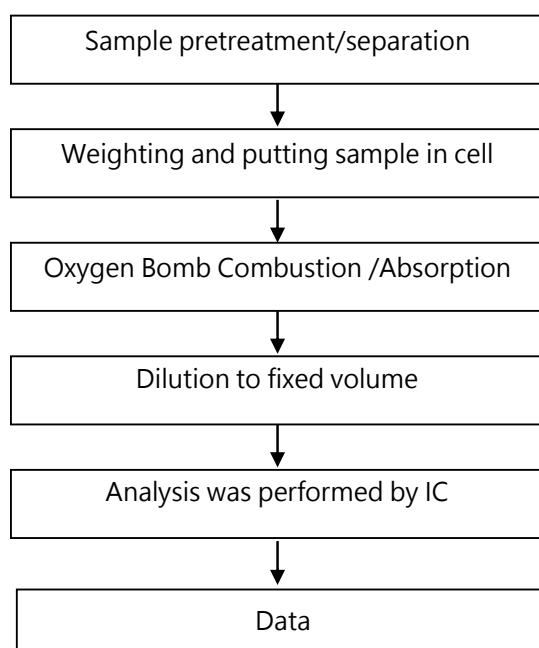 Sample pretreatment/separation
Weighting and putting sample in cell
Oxygen Bomb Combustion /Absorption
Dilution to fixed volume
Analysis was performed by IC
Data